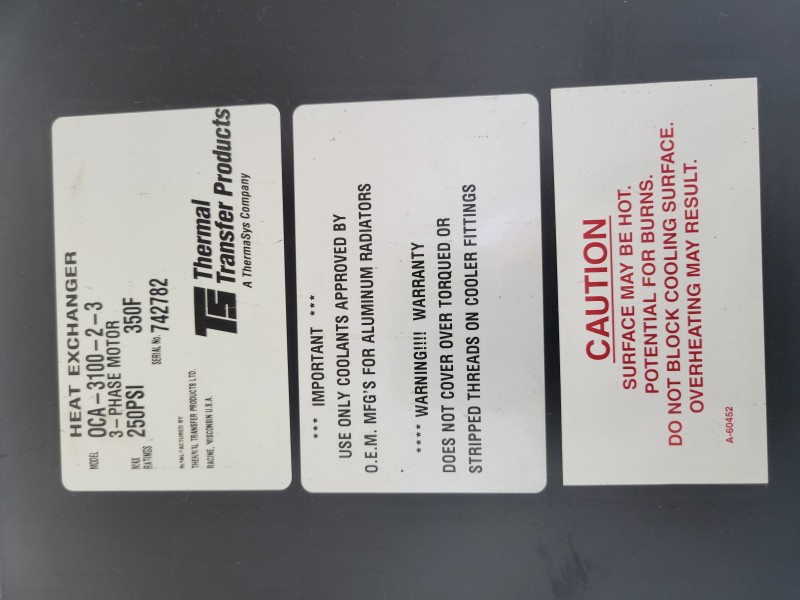 HEAT EXCHANGER
MODEL OCA-3100-2-3
3-PHASE MOTOR
MAX RATINGS 250PSI 350F
SERIAL No. 742782
MANUFACTURED BY
THERMAL TRANSFER PRODUCTS LTD.
RACINE, WISCONSIN U.S.A.
Thermal
Transfer Products
A ThermaSys Company
*** IMPORTANT ***
USE ONLY COOLANTS APPROVED BY
O.E.M. MFG'S FOR ALUMINUM RADIATORS
**** WARNING!!!! WARRANTY
DOES NOT COVER OVER TORQUED OR
STRIPPED THREADS ON COOLER FITTINGS
CAUTION
SURFACE MAY BE HOT.
POTENTIAL FOR BURNS.
DO NOT BLOCK COOLING SURFACE.
OVERHEATING MAY RESULT.
A-60452